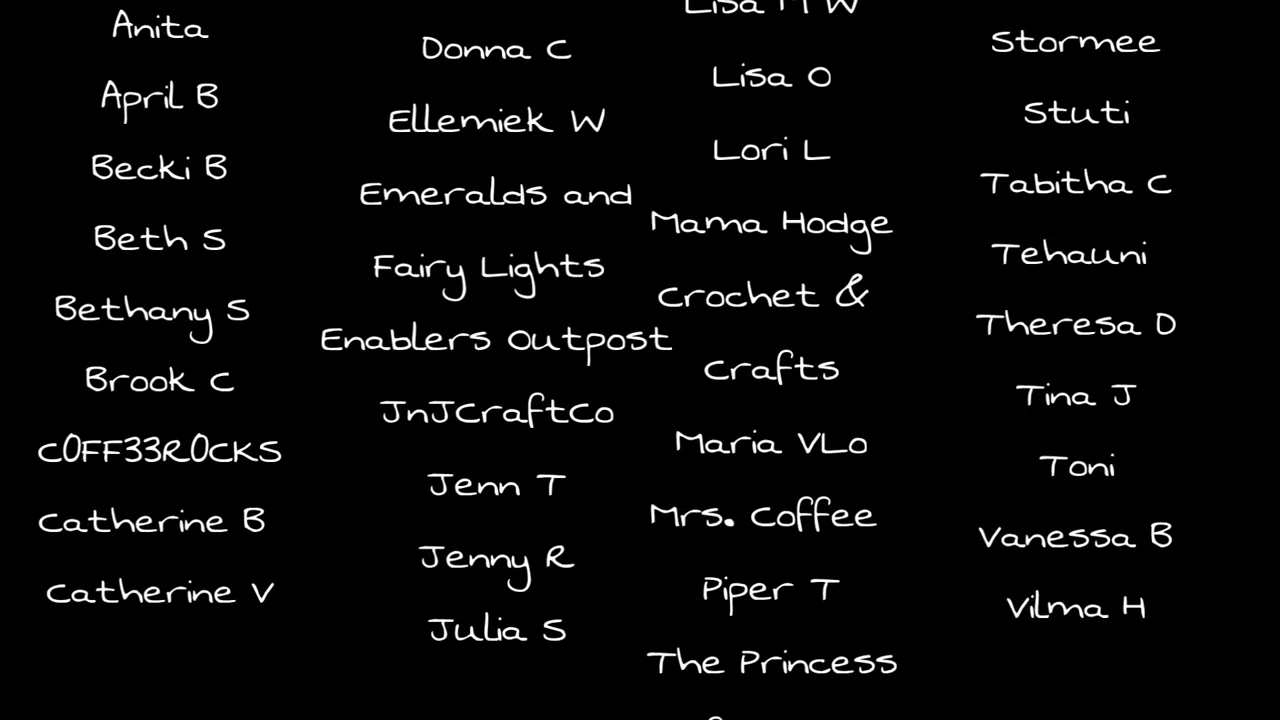 Anita
April B
Becki B
Beth S
Bethany S
Brook C
C0FF33R0CKS
Catherine B
Catherine V
Donna C
Ellemiek W
Emeralds and
Fairy Lights
Enablers Outpost
JnJCraftCo
Jenn T
Jenny R
Julia S
Lisa M W
Lisa O
Lori L
Mama Hodge
Crochet &
Crafts
Maria VLo
Mrs. Coffee
Piper T
The Princess
Stormee
Stuti
Tabitha C
Tehauni
Theresa D
Tina J
Toni
Vanessa B
Vilma H